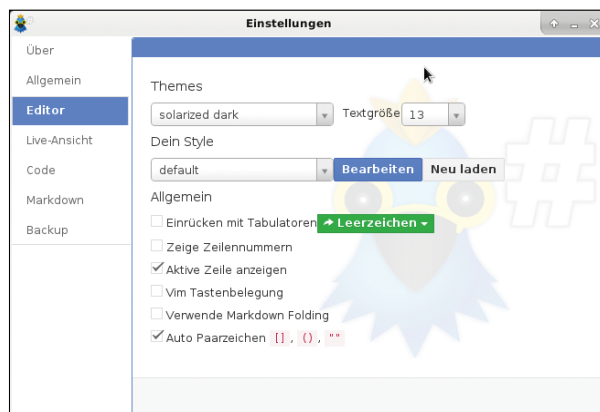 Einstellungen
Über
Allgemein
Editor
Live-Ansicht
Code
Markdown
Backup
Themes
solarized dark Textgröße 13
Dein Style
default Bearbeiten Neu laden
Allgemein
Einrücken mit Tabulatoren Leerzeichen
Zeige Zeilennummern
Aktive Zeile anzeigen
Vim Tastenbelegung
Verwende Markdown Folding
Auto Paarzeichen [] , () , ""
#